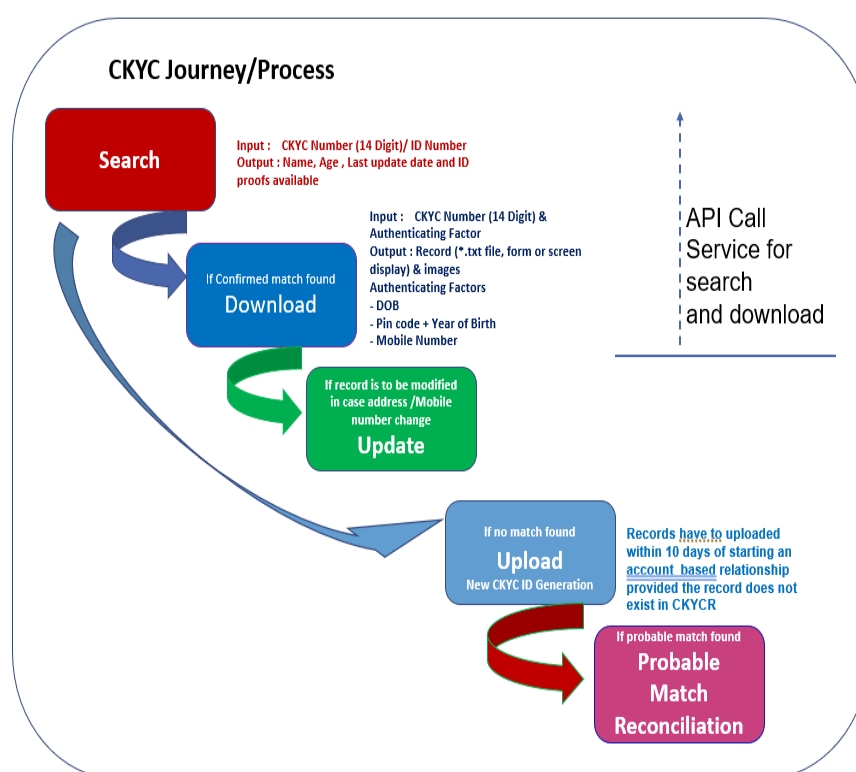 CKYC Journey/Process
Search
Input : CKYC Number (14 Digit)/ ID Number
Output : Name, Age , Last update date and ID
proofs available
If Confirmed match found
Download
Input : CKYC Number (14 Digit) &
Authenticating Factor
Output : Record (*.txt file, form or screen
display) & images
Authenticating Factors
- DOB
- Pin code + Year of Birth
- Mobile Number
API Call
Service for
search
and download
If record is to be modified
in case address /Mobile
number change
Update
If no match found
Upload
New CKYC ID Generation
Records have to uploaded
within 10 days of starting an
account based relationship
provided the record does not
exist in CKYCR
If probable match found
Probable
Match
Reconciliation